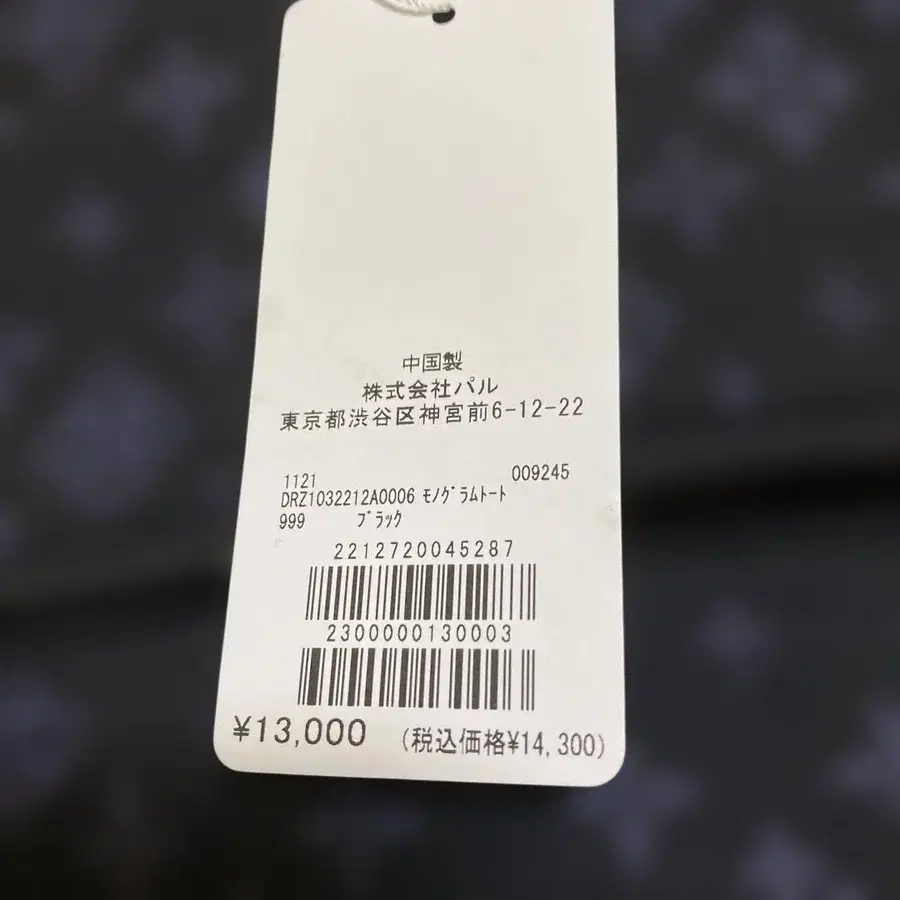 中国製
株式会社パル
東京都渋谷区神宮前6-12-22
1121 009245
DRZ1032212A0006 ﾓﾉｸﾞﾗﾑﾄｰﾄ
999 ﾌﾞﾗｯｸ
2212720045287
2300000130003
¥13,000 (税込価格¥14,300)